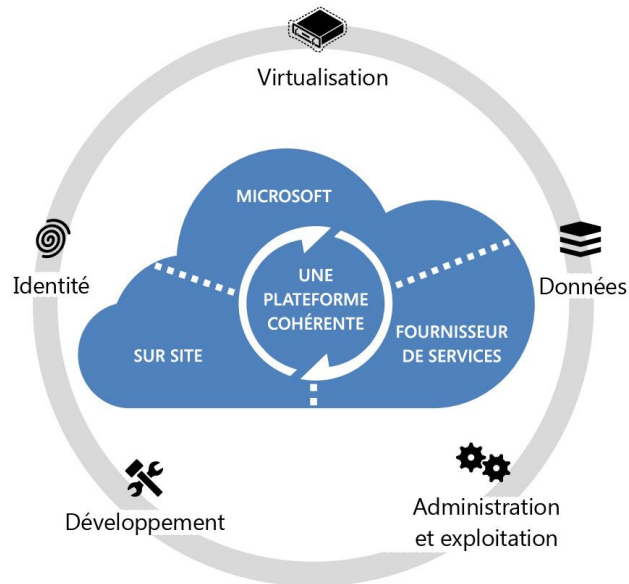 Virtualisation
MICROSOFT
Identité
UNE
PLATEFORME
COHÉRENTE
Données
SUR SITE
FOURNISSEUR
DE SERVICES
Développement
Administration
et exploitation